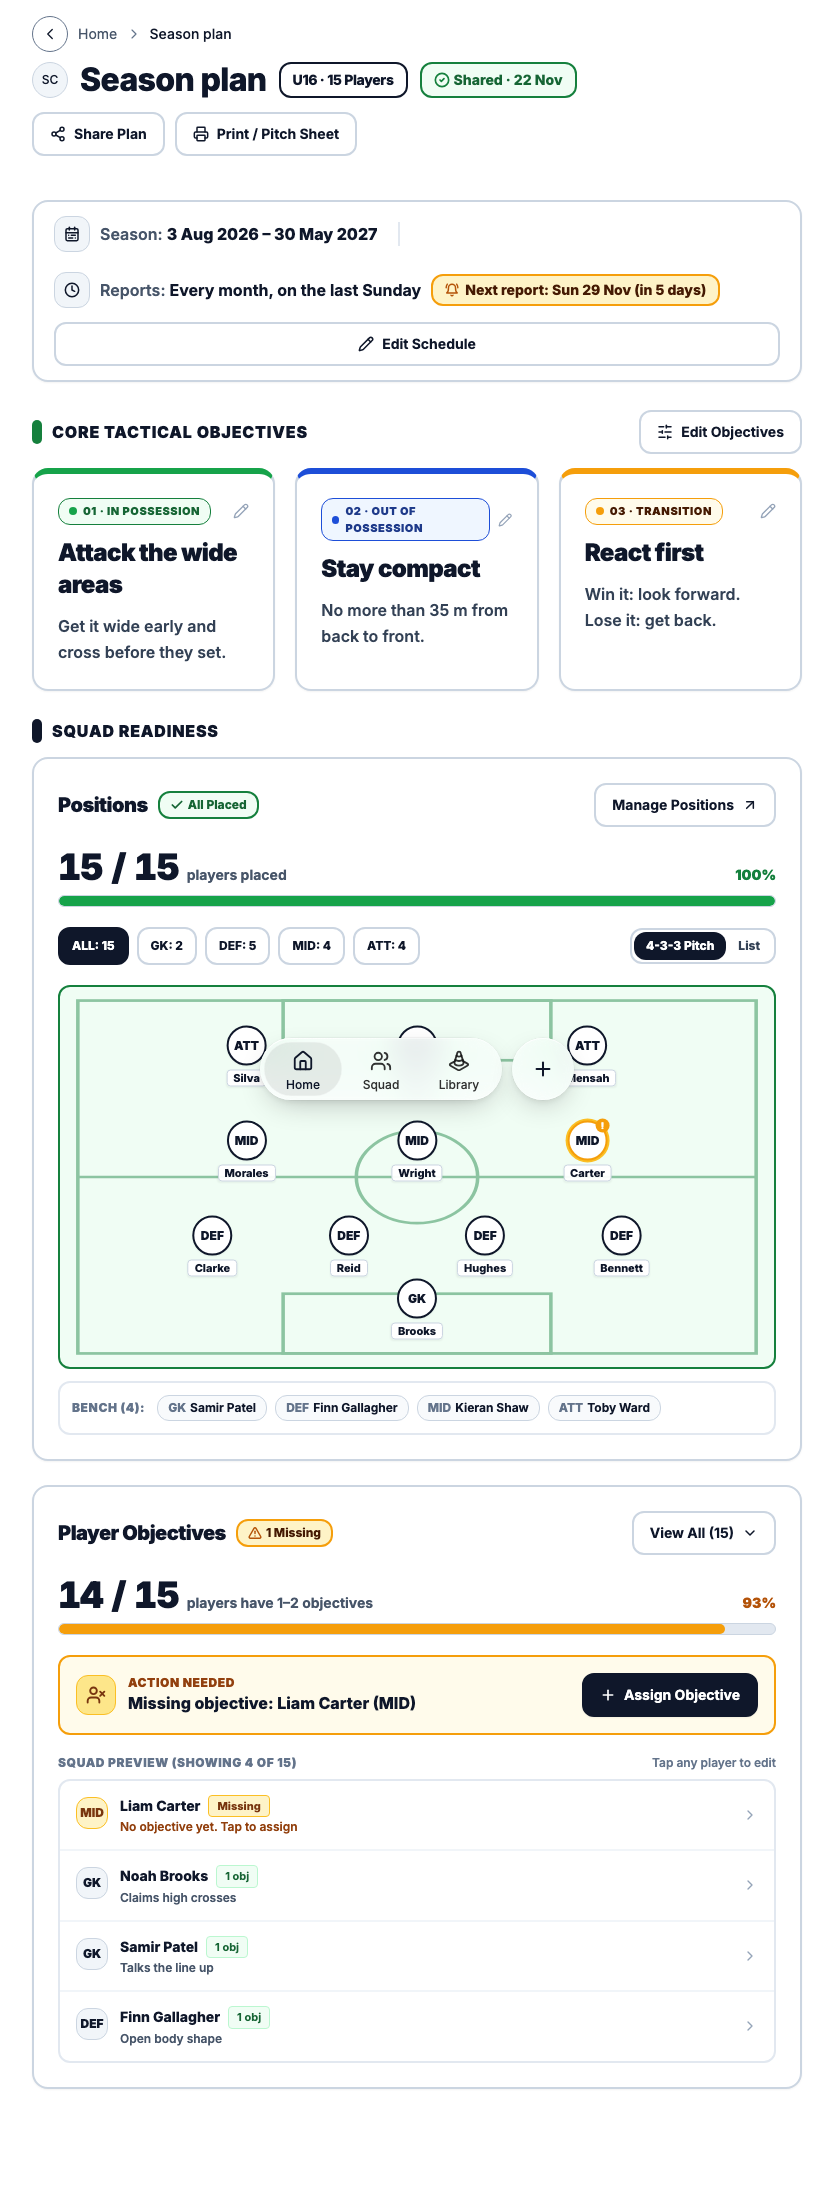 Home
Season plan
SC
Season plan
U16 · 15 Players
Shared · 22 Nov
Share Plan
Print / Pitch Sheet
Season: 3 Aug 2026 – 30 May 2027
Reports: Every month, on the last Sunday
Next report: Sun 29 Nov (in 5 days)
Edit Schedule
CORE TACTICAL OBJECTIVES
Edit Objectives
01 · IN POSSESSION
Attack the wide
areas
Get it wide early and
cross before they set.
02 · OUT OF
POSSESSION
Stay compact
No more than 35 m from
back to front.
03 · TRANSITION
React first
Win it: look forward.
Lose it: get back.
SQUAD READINESS
Positions
All Placed
Manage Positions
15 / 15 players placed
100%
ALL: 15
GK: 2
DEF: 5
MID: 4
ATT: 4
4-3-3 Pitch
List
ATT
Silva
ATT
Home
Squad
Library
MID
Morales
MID
Wright
MID
!
Carter
DEF
Clarke
DEF
Reid
DEF
Hughes
DEF
Bennett
GK
Brooks
BENCH (4):
GK Samir Patel
DEF Finn Gallagher
MID Kieran Shaw
ATT Toby Ward
Player Objectives
1 Missing
View All (15)
14 / 15 players have 1–2 objectives
93%
ACTION NEEDED
Missing objective: Liam Carter (MID)
Assign Objective
SQUAD PREVIEW (SHOWING 4 OF 15)
Tap any player to edit
MID
Liam Carter
Missing
No objective yet. Tap to assign
GK
Noah Brooks
1 obj
Claims high crosses
GK
Samir Patel
1 obj
Talks the line up
DEF
Finn Gallagher
1 obj
Open body shape